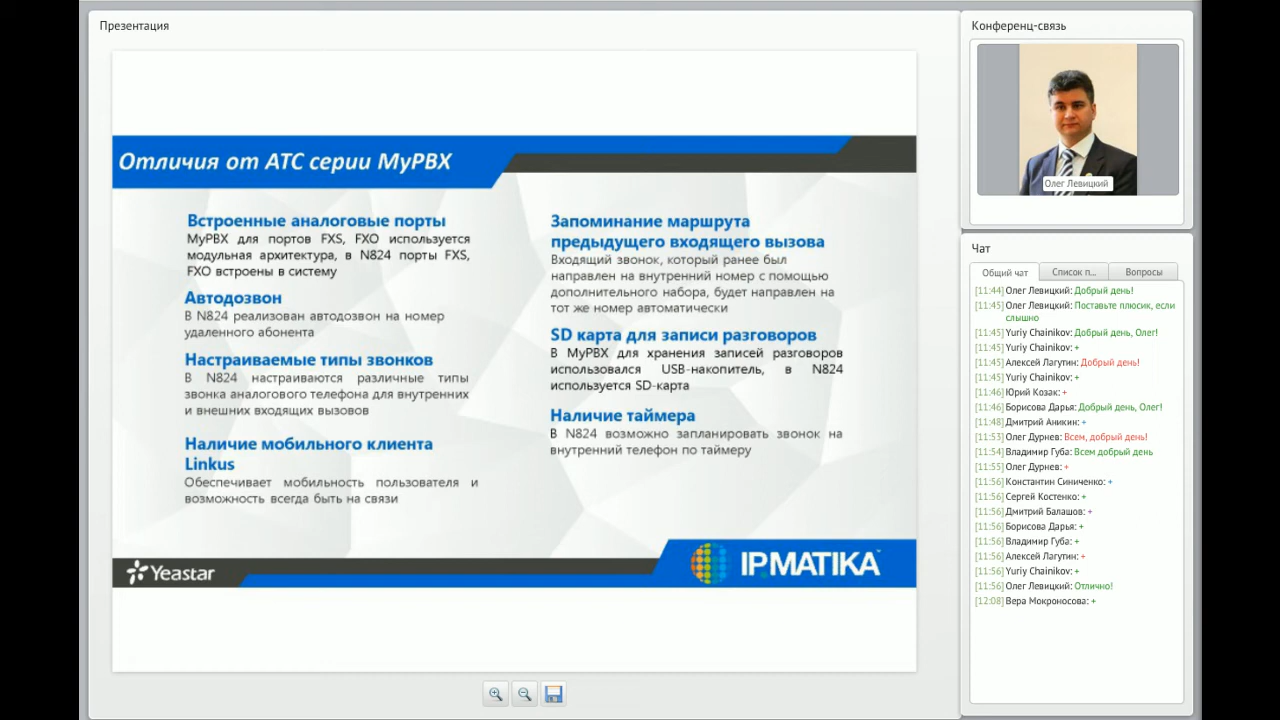 Презентация
Отличия от АТС серии MyPBX
Встроенные аналоговые порты
MyPBX для портов FXS, FXO используется
модульная архитектура, в N824 порты FXS,
FXO встроены в систему
Автодозвон
В N824 реализован автодозвон на номер
удаленного абонента
Настраиваемые типы звонков
В N824 настраиваются различные типы
звонка аналогового телефона для внутренних
и внешних входящих вызовов
Наличие мобильного клиента
Linkus
Обеспечивает мобильность пользователя и
возможность всегда быть на связи
Запоминание маршрута
предыдущего входящего вызова
Входящий звонок, который ранее был
направлен на внутренний номер с помощью
дополнительного набора, будет направлен на
тот же номер автоматически
SD карта для записи разговоров
В MyPBX для хранения записей разговоров
использовался USB-накопитель, в N824
используется SD-карта
Наличие таймера
В N824 возможно запланировать звонок на
внутренний телефон по таймеру
Yeastar
IPMATIKA™
Конференц-связь
Олег Левицкий
Чат
Общий чат
Список п...
Вопросы
[11:44] Олег Левицкий: Добрый день!
[11:45] Олег Левицкий: Поставьте плюсик, если
слышно
[11:45] Yuriy Chainikov: Добрый день, Олег!
[11:45] Yuriy Chainikov: +
[11:45] Алексей Лагутин: Добрый день!
[11:45] Yuriy Chainikov: +
[11:46] Юрий Козак: +
[11:46] Борисова Дарья: Добрый день, Олег!
[11:48] Дмитрий Аникин: +
[11:53] Олег Дурнев: Всем, добрый день!
[11:54] Владимир Губа: Всем добрый день
[11:55] Олег Дурнев: +
[11:56] Константин Синиченко: +
[11:56] Сергей Костенко: +
[11:56] Дмитрий Балашов: +
[11:56] Борисова Дарья: +
[11:56] Владимир Губа: +
[11:56] Алексей Лагутин: +
[11:56] Yuriy Chainikov: +
[11:56] Олег Левицкий: Отлично!
[12:08] Вера Мокроносова: +